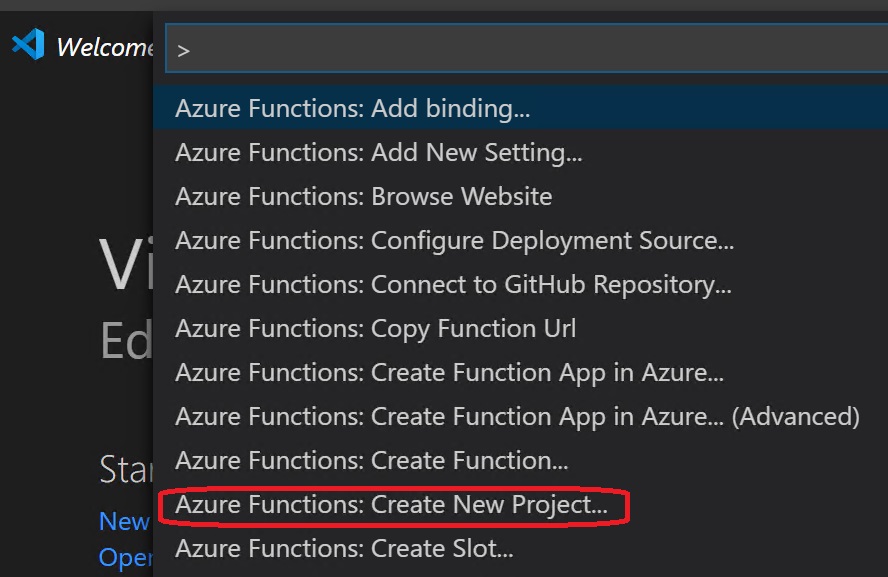 Welcome
>
Azure Functions: Add binding...
Azure Functions: Add New Setting...
Azure Functions: Browse Website
Azure Functions: Configure Deployment Source...
Azure Functions: Connect to GitHub Repository...
Azure Functions: Copy Function Url
Azure Functions: Create Function App in Azure...
Azure Functions: Create Function App in Azure... (Advanced)
Azure Functions: Create Function...
Azure Functions: Create New Project...
Azure Functions: Create Slot...
Vi
Ed
Star
New
Open